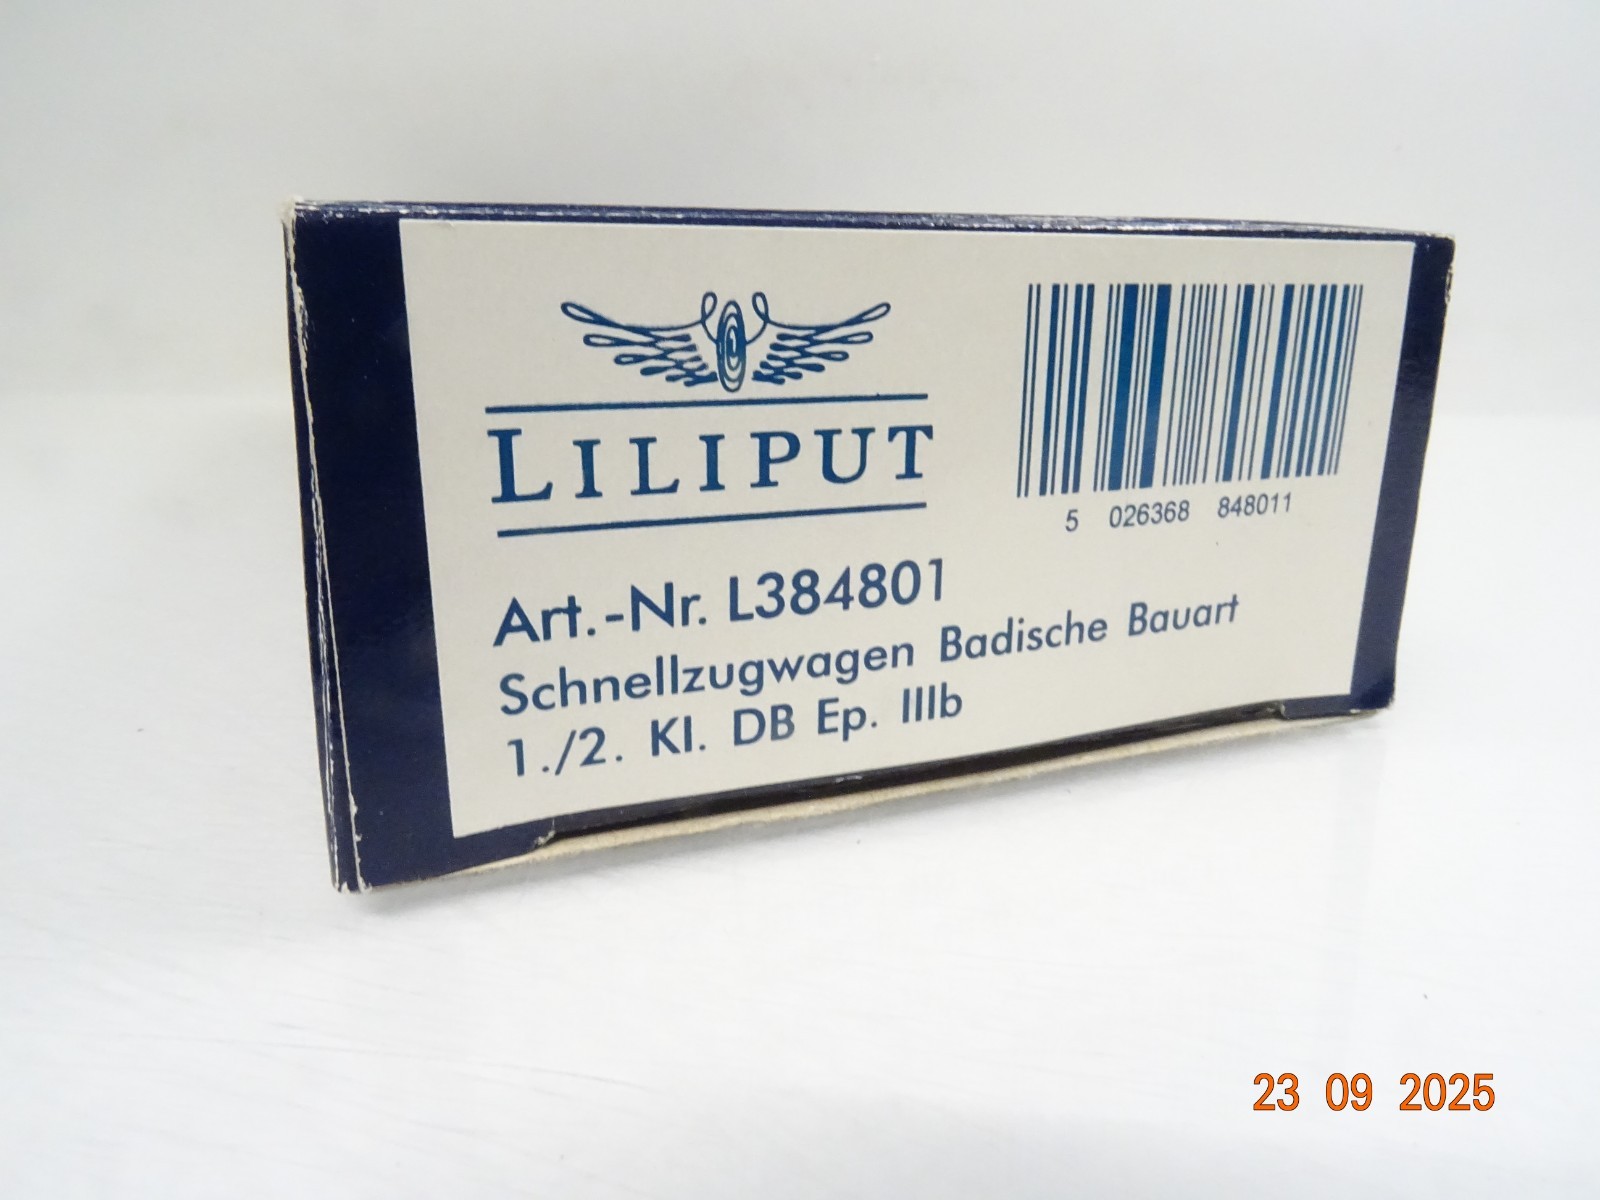 LILIPUT
5 026368 848011
Art.-Nr. L384801
Schnellzugwagen Badische Bauart
1./2. Kl. DB Ep. IIIb
23 09 2025